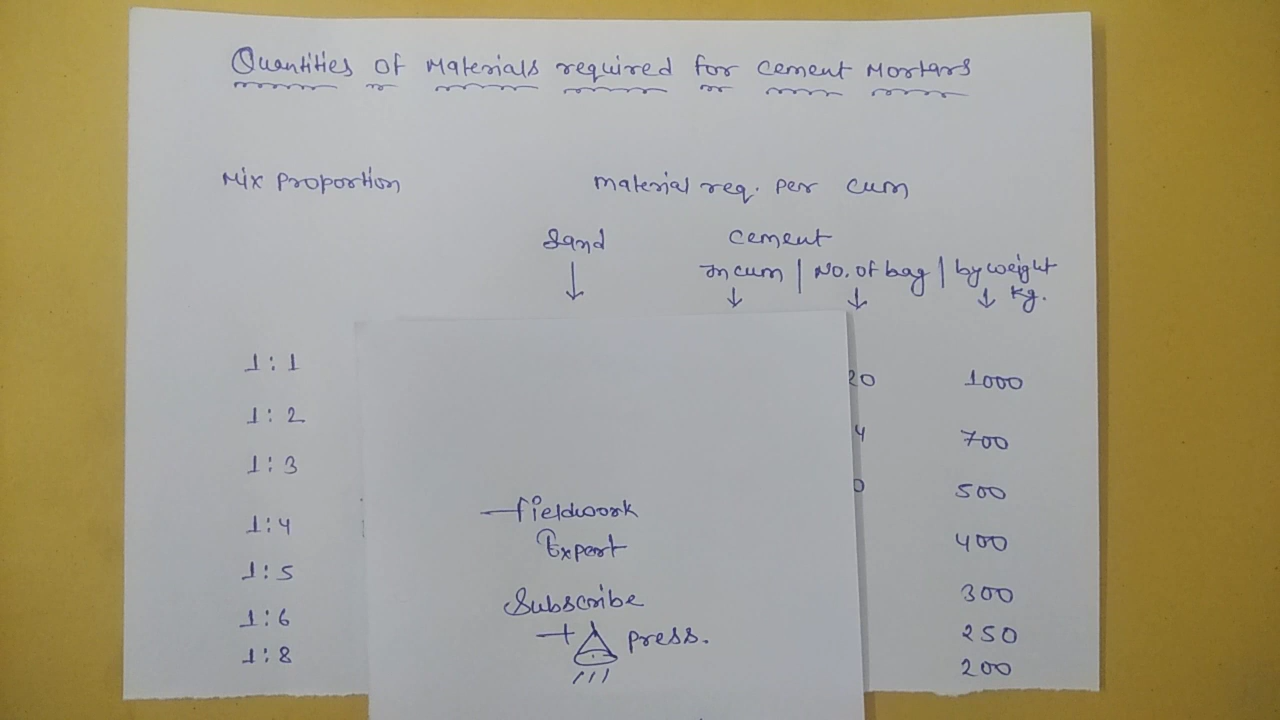 Quantities of Materials required for Cement Mortars
Mix Proportion
Material req. per cum
Sand
Cement
In cum | No. of bag | by weight
kg.
1:1
20 1000
1:2
4 700
1:3
0 500
1:4
400
1:5
300
1:6
250
1:8
200
Fieldwork
Expert
Subscribe
+ press.